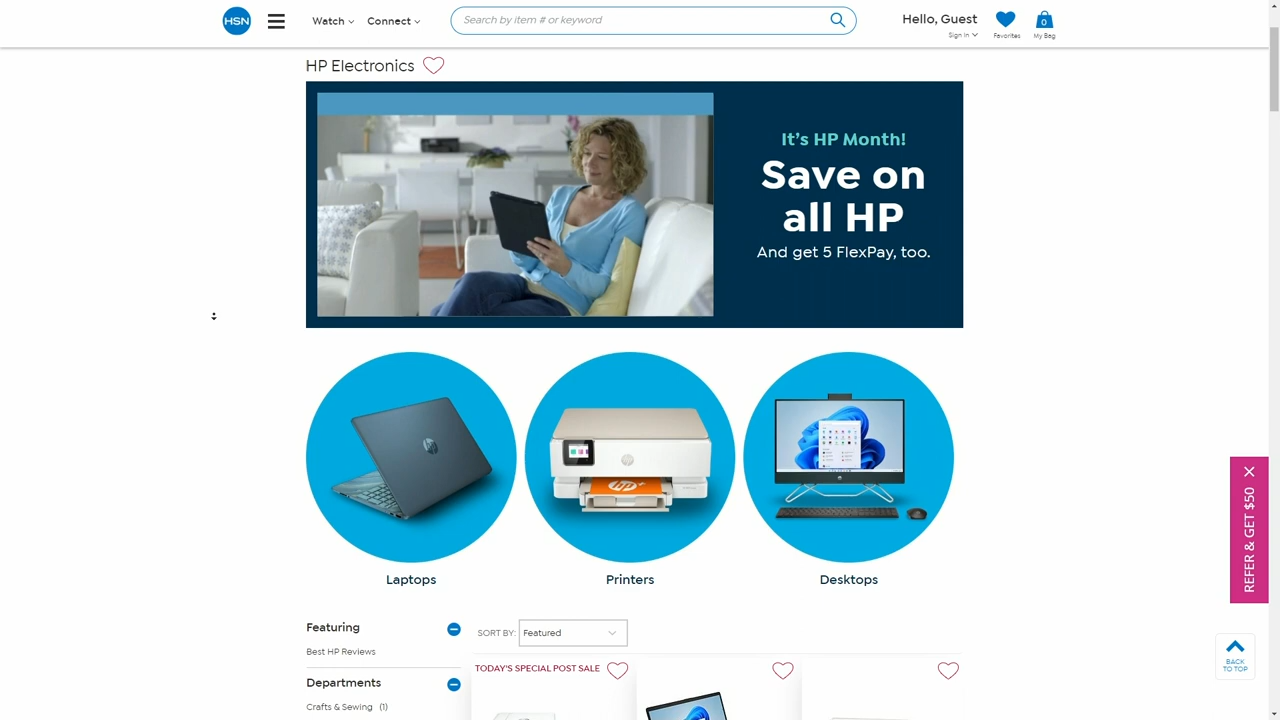 HSN
Watch
Connect
Search by item # or keyword
Hello, Guest
Sign In
Favorites
0
My Bag
HP Electronics
It's HP Month!
Save on
all HP
And get 5 FlexPay, too.
Laptops
Printers
Desktops
REFER & GET $50
Featuring
SORT BY:
Featured
Best HP Reviews
BACK
TO TOP
TODAY'S SPECIAL POST SALE
Departments
Crafts & Sewing (1)